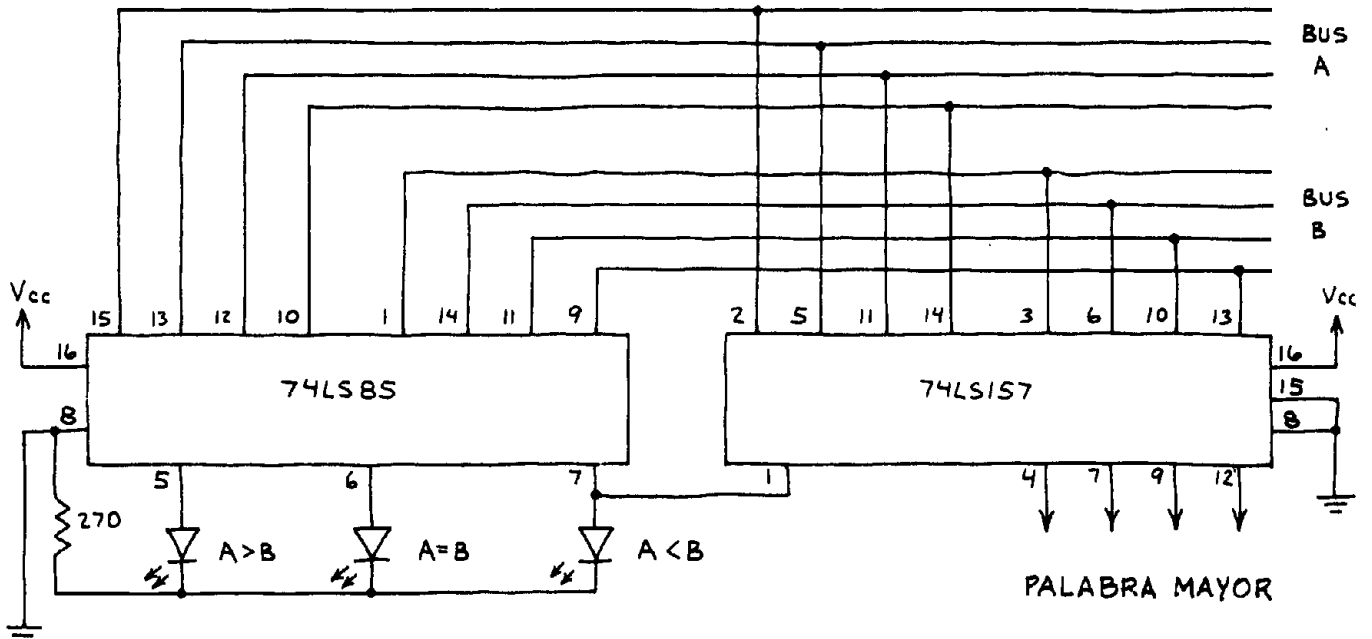 BUS
A
BUS
B
Vcc
Vcc
15 13 12 10 1 14 11 9
2 5 11 14 3 6 10 13
16
74LS85
8
74LS157
16
15
8
5 6 7
1 4 7 9 12
270
A>B
A=B
A<B
PALABRA MAYOR